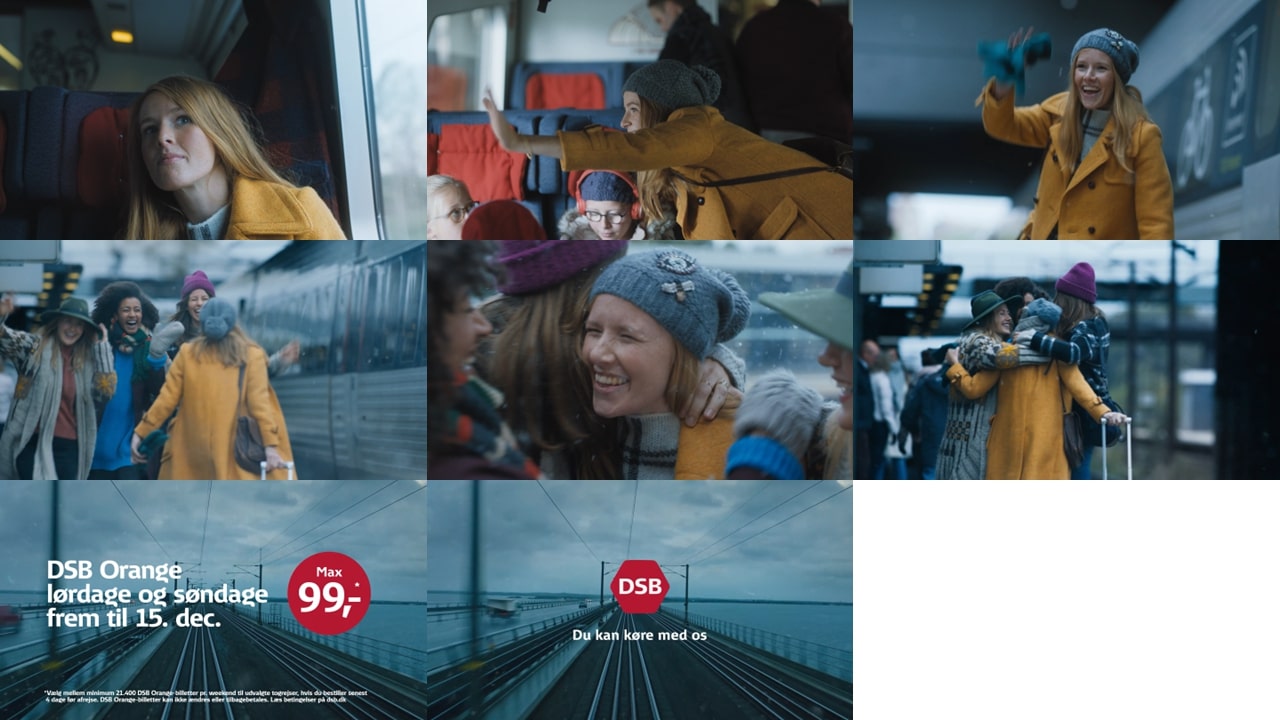 DSB Orange
lørdage og søndage
frem til 15. dec.
Max
99,-*
*Vælg mellem minimum 21.400 DSB Orange-billetter pr. weekend til udvalgte togrejser, hvis du bestiller senest
4 dage før afrejse. DSB Orange-billetter kan ikke ændres eller tilbagebetales. Læs betingelser på dsb.dk
DSB
Du kan køre med os